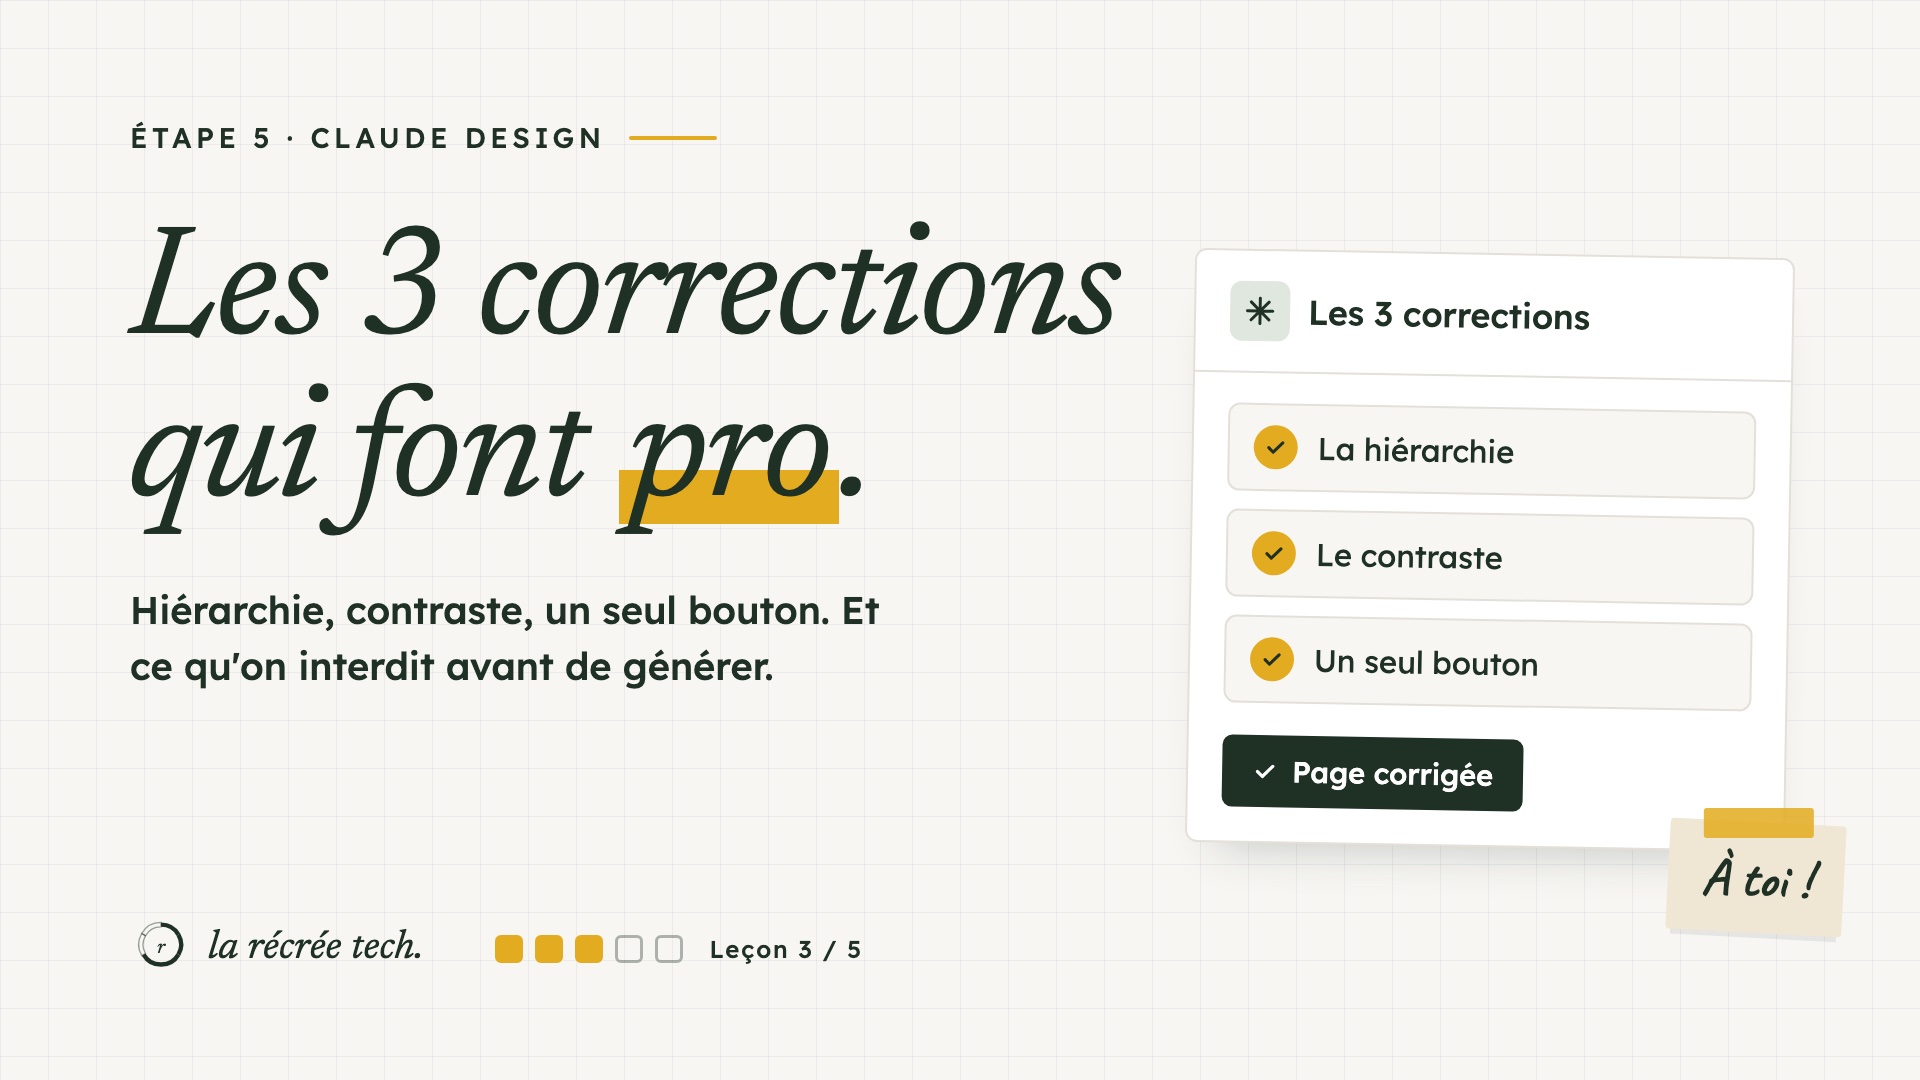 ÉTAPE 5 · CLAUDE DESIGN
Les 3 corrections
qui font pro.
Hiérarchie, contraste, un seul bouton. Et
ce qu'on interdit avant de générer.
Les 3 corrections
La hiérarchie
Le contraste
Un seul bouton
Page corrigée
À toi !
r
la récrée tech.
Leçon 3 / 5